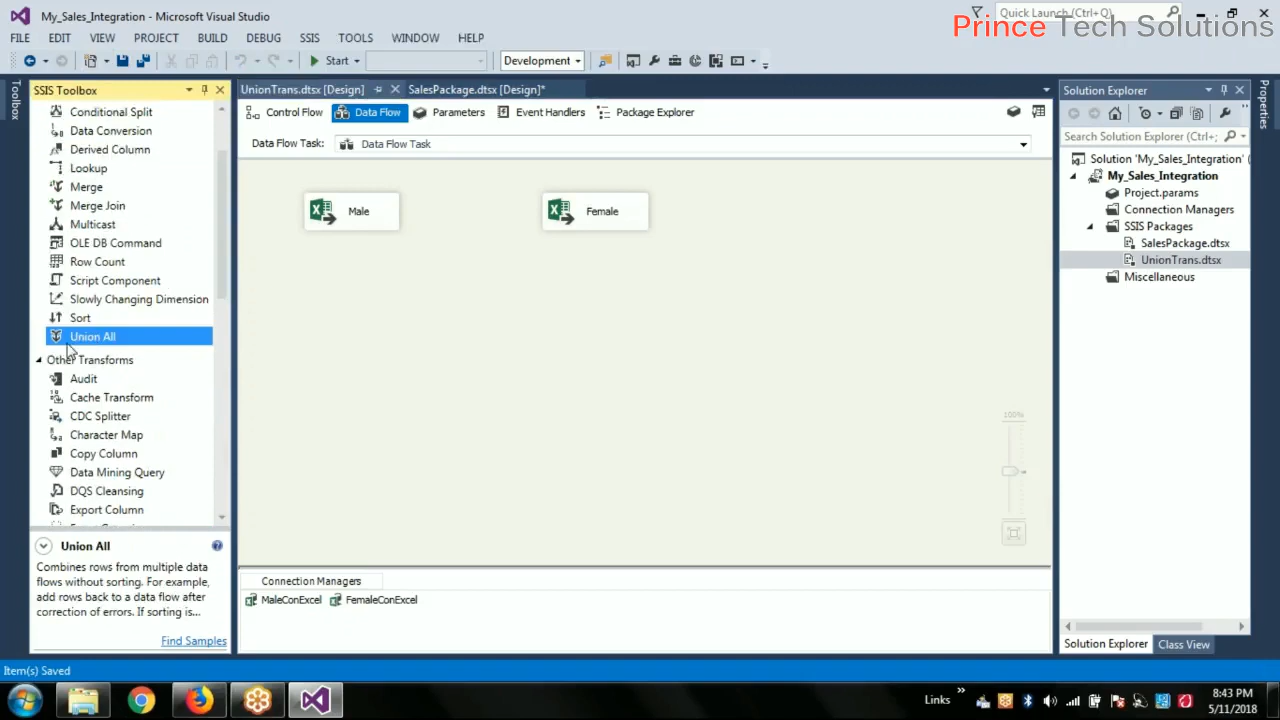 My_Sales_Integration - Microsoft Visual Studio
Quick Launch (Ctrl+Q)
Prince Tech Solutions
FILE EDIT VIEW PROJECT BUILD DEBUG SSIS TOOLS WINDOW HELP
Start
Development
Toolbox
SSIS Toolbox
Conditional Split
Data Conversion
Derived Column
Lookup
Merge
Merge Join
Multicast
OLE DB Command
Row Count
Script Component
Slowly Changing Dimension
Sort
Union All
Other Transforms
Audit
Cache Transform
CDC Splitter
Character Map
Copy Column
Data Mining Query
DQS Cleansing
Export Column
Union All
Combines rows from multiple data
flows without sorting. For example,
add rows back to a data flow after
correction of errors. If sorting is...
Find Samples
UnionTrans.dtsx [Design]
SalesPackage.dtsx [Design]*
Control Flow
Data Flow
Parameters
Event Handlers
Package Explorer
Data Flow Task:
Data Flow Task
Male
Female
100%
Connection Managers
MaleConExcel
FemaleConExcel
Solution Explorer
Search Solution Explorer (Ctrl+;
Solution 'My_Sales_Integration' (
My_Sales_Integration
Project.params
Connection Managers
SSIS Packages
SalesPackage.dtsx
UnionTrans.dtsx
Miscellaneous
Solution Explorer
Class View
Properties
Item(s) Saved
Links
8:43 PM
5/11/2018